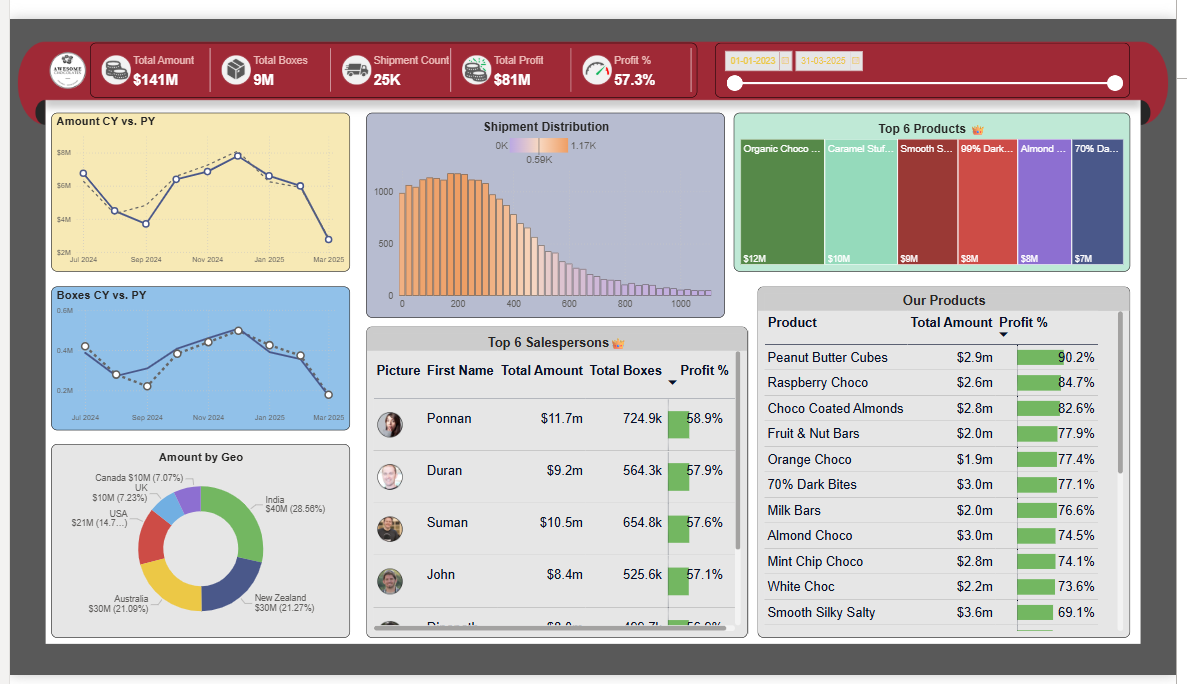 AWESOME
CHOCOLATES
Total Amount
$141M
Total Boxes
9M
Shipment Count
25K
Total Profit
$81M
Profit %
57.3%
01-01-2023
31-03-2025
Amount CY vs. PY
$8M
$6M
$4M
$2M
Jul 2024
Sep 2024
Nov 2024
Jan 2025
Mar 2025
Boxes CY vs. PY
0.6M
0.4M
0.2M
Jul 2024
Sep 2024
Nov 2024
Jan 2025
Mar 2025
Amount by Geo
Canada $10M (7.07%)
UK
$10M (7.23%)
USA
$21M (14.7...)
Australia
$30M (21.09%)
India
$40M (28.56%)
New Zealand
$30M (21.27%)
Shipment Distribution
0K
1.17K
0.59K
1000
500
0
0
200
400
600
800
1000
Top 6 Salespersons
Picture First Name Total Amount Total Boxes Profit %
Ponnan $11.7m 724.9k 58.9%
Duran $9.2m 564.3k 57.9%
Suman $10.5m 654.8k 57.6%
John $8.4m 525.6k 57.1%
Top 6 Products
Organic Choco ...
Caramel Stuf...
Smooth S...
99% Dark...
Almond ...
70% Da...
$12M
$10M
$9M
$8M
$8M
$7M
Our Products
Product Total Amount Profit %
Peanut Butter Cubes $2.9m 90.2%
Raspberry Choco $2.6m 84.7%
Choco Coated Almonds $2.8m 82.6%
Fruit & Nut Bars $2.0m 77.9%
Orange Choco $1.9m 77.4%
70% Dark Bites $3.0m 77.1%
Milk Bars $2.0m 76.6%
Almond Choco $3.0m 74.5%
Mint Chip Choco $2.8m 74.1%
White Choc $2.2m 73.6%
Smooth Silky Salty $3.6m 69.1%